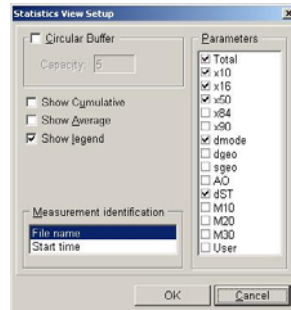 Statistics View Setup
Circular Buffer
Capacity: 5
Show Cumulative
Show Average
Show legend
Measurement identification
File name
Start time
Parameters
Total
x10
x16
x50
x84
x90
dmode
dgeo
sgeo
AO
dST
M10
M20
M30
User
OK
Cancel